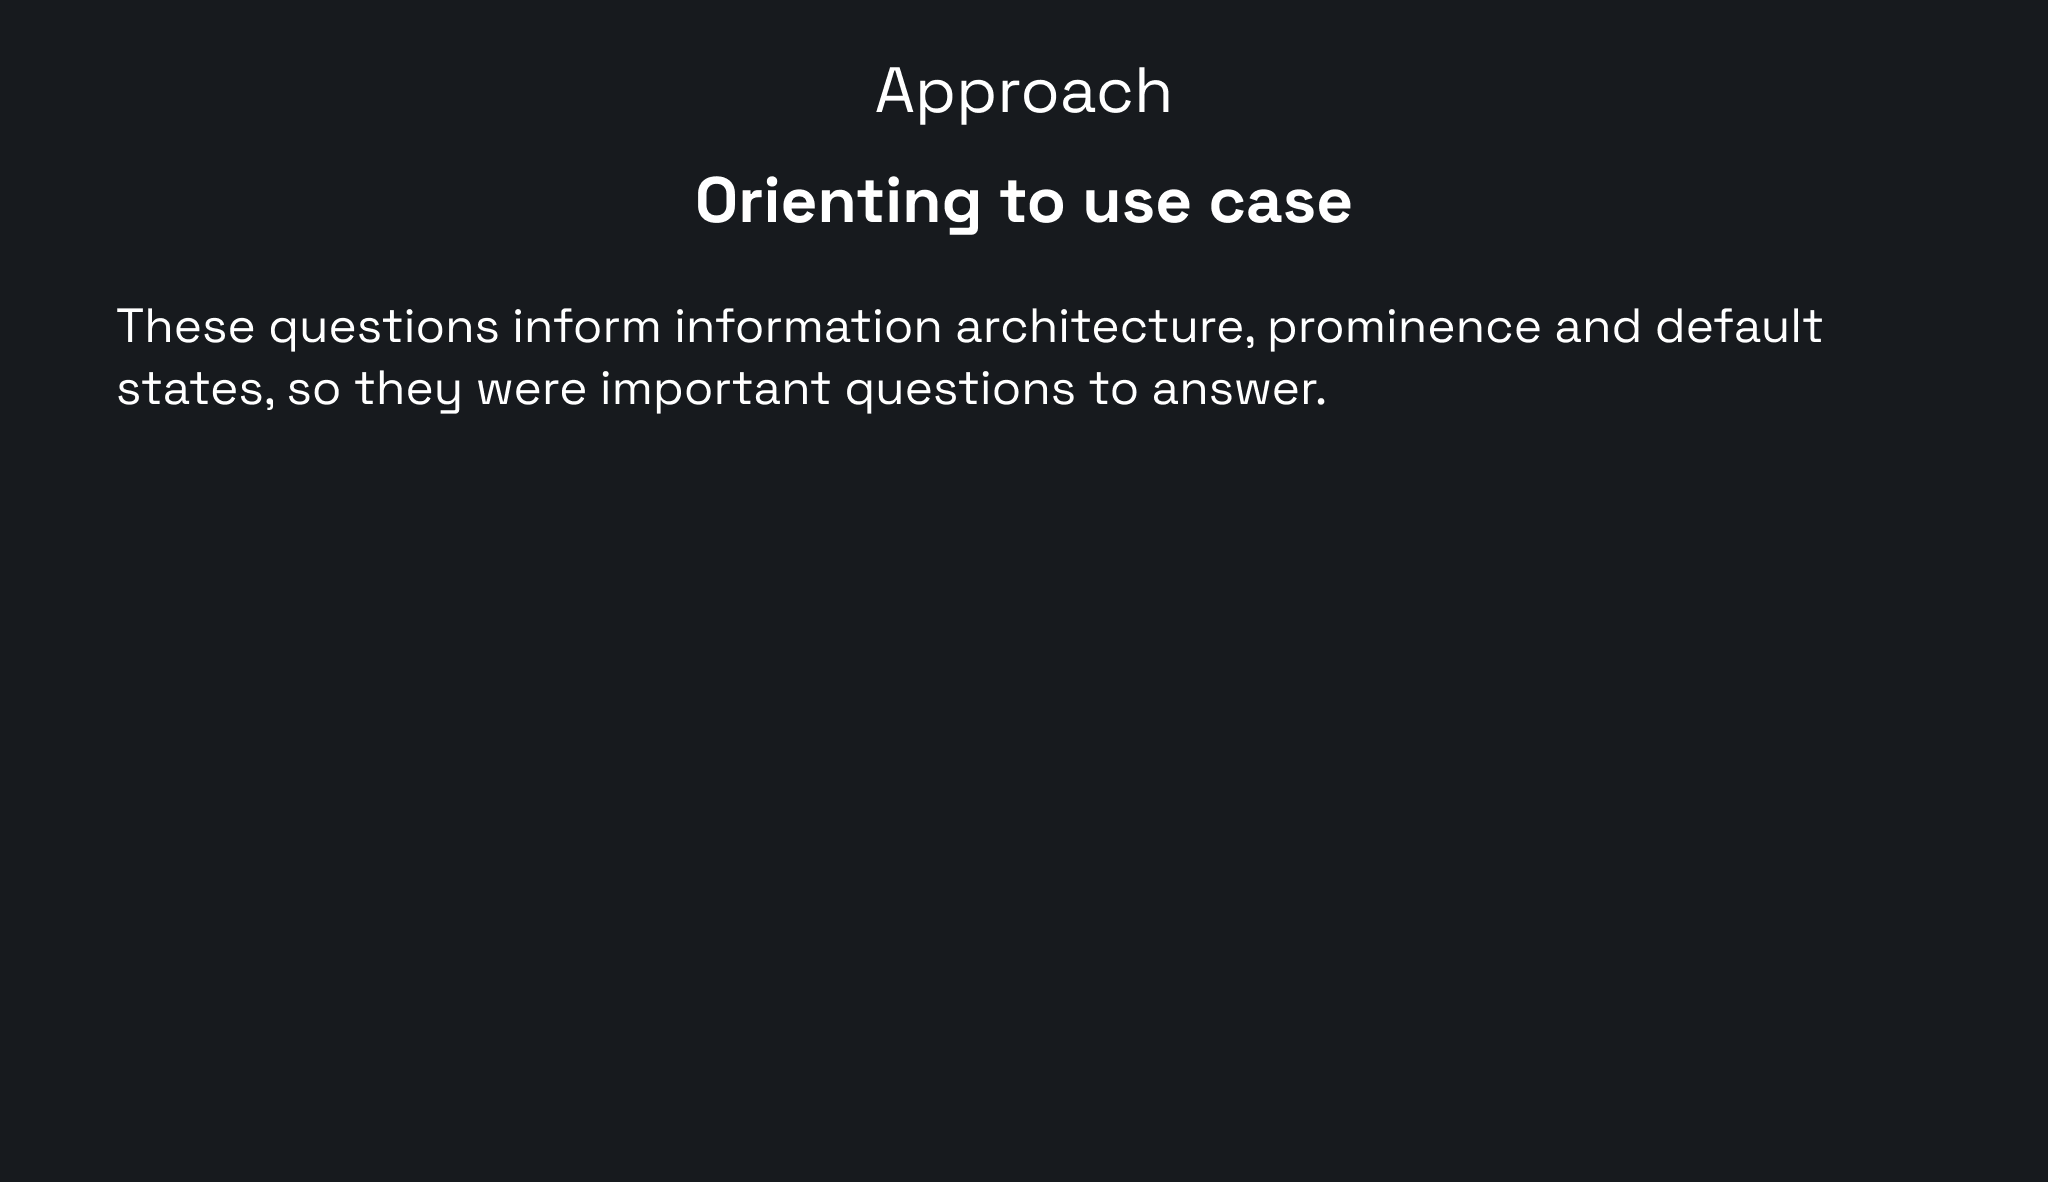 Approach
Orienting to use case
These questions inform information architecture, prominence and default
states, so they were important questions to answer.